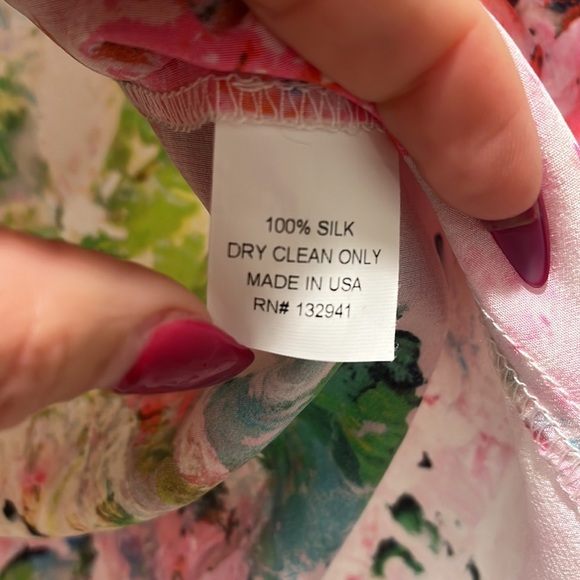 100% SILK
DRY CLEAN ONLY
MADE IN USA
RN# 132941